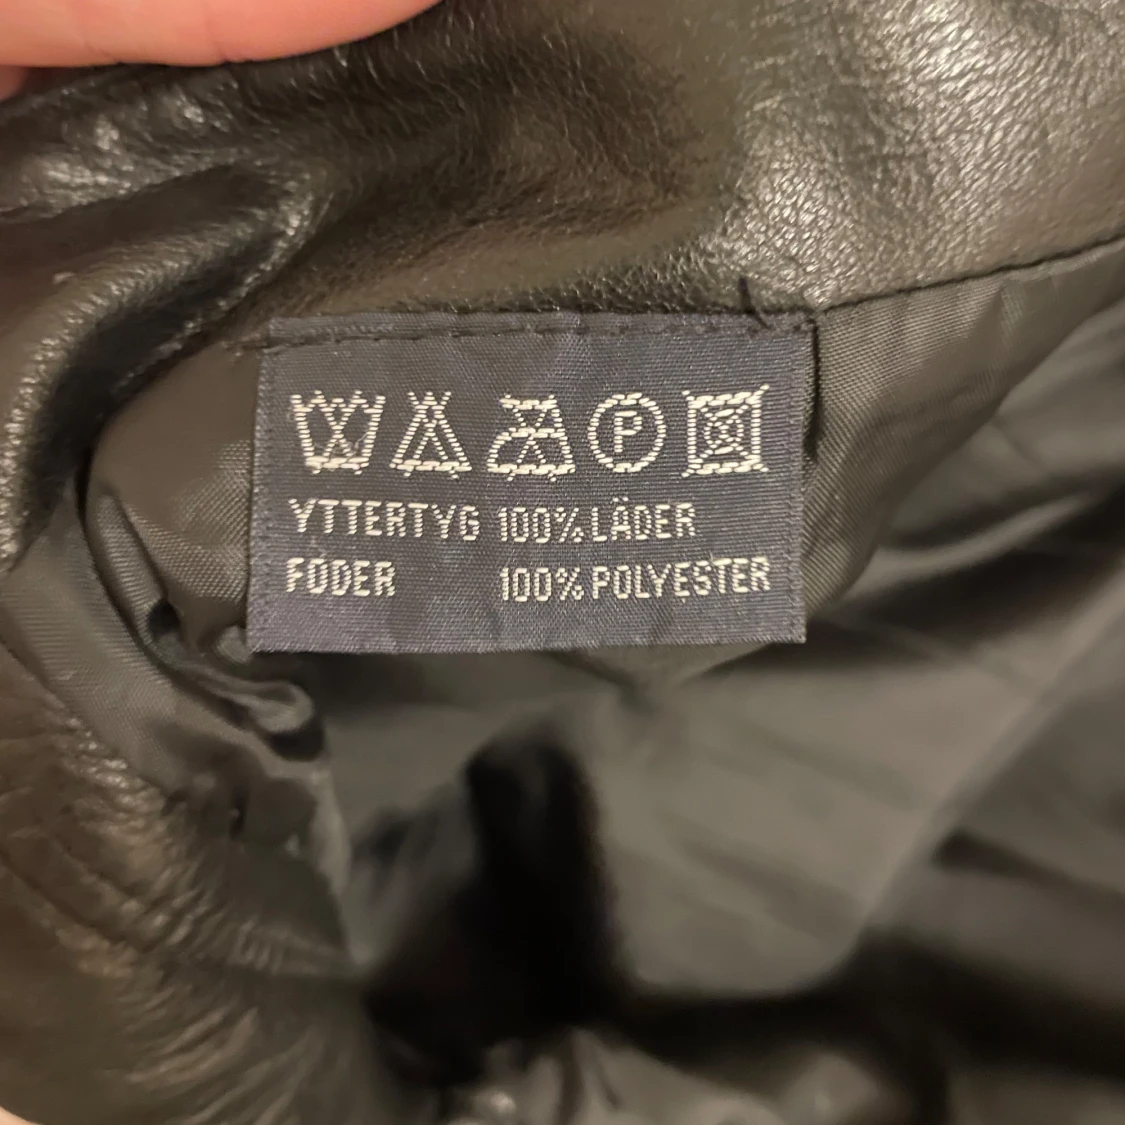 P
YTTERTYG 100% LÄDER
FODER 100% POLYESTER